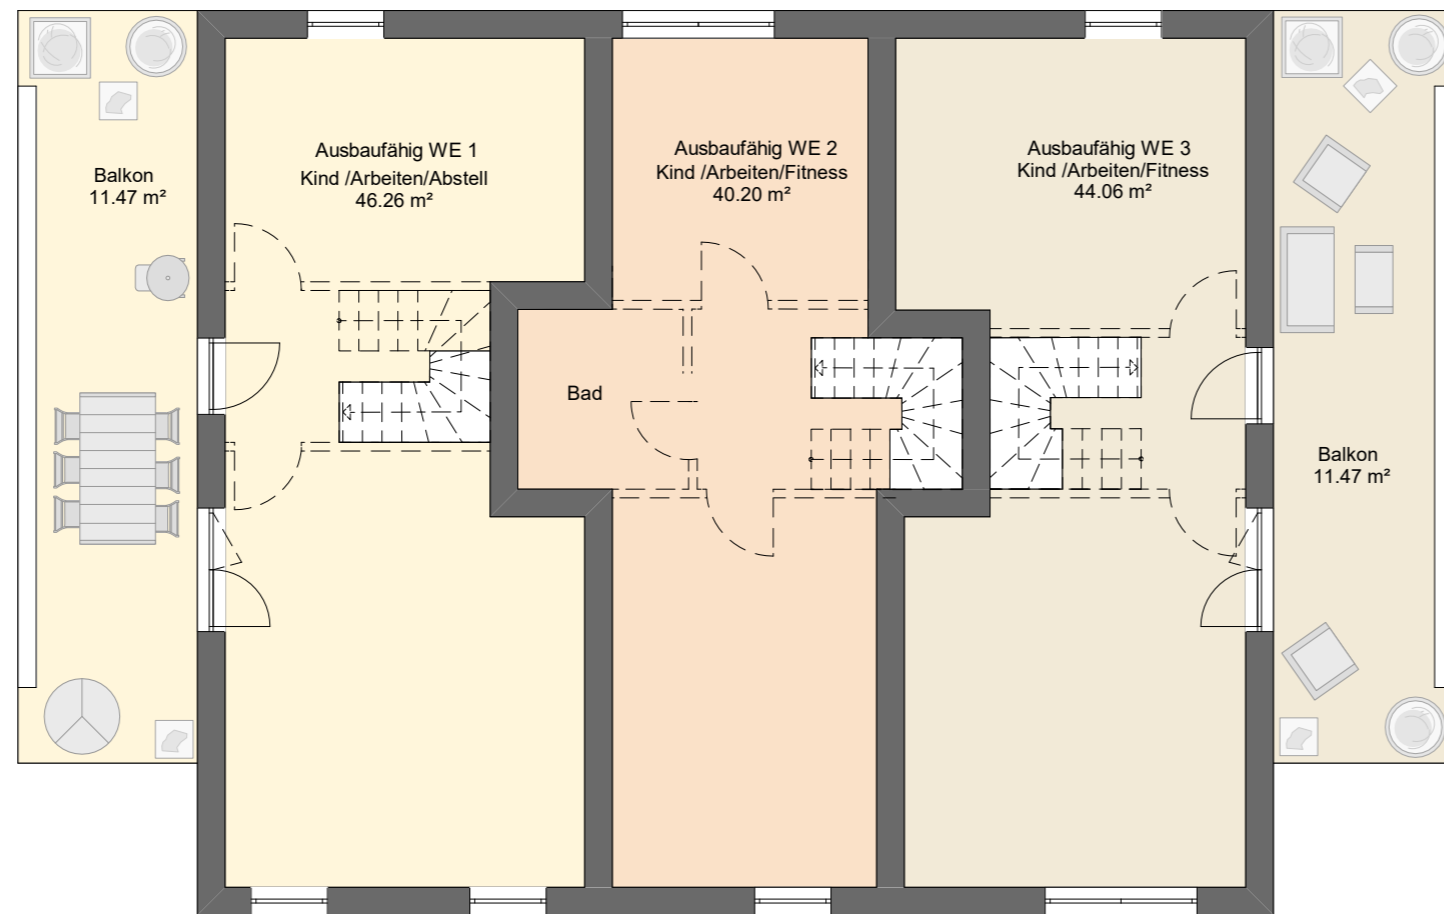 Ausbaufähig WE 1
Kind /Arbeiten/Abstell
46.26 m²
Ausbaufähig WE 2
Kind /Arbeiten/Fitness
40.20 m²
Ausbaufähig WE 3
Kind /Arbeiten/Fitness
44.06 m²
Balkon
11.47 m²
Bad
Balkon
11.47 m²